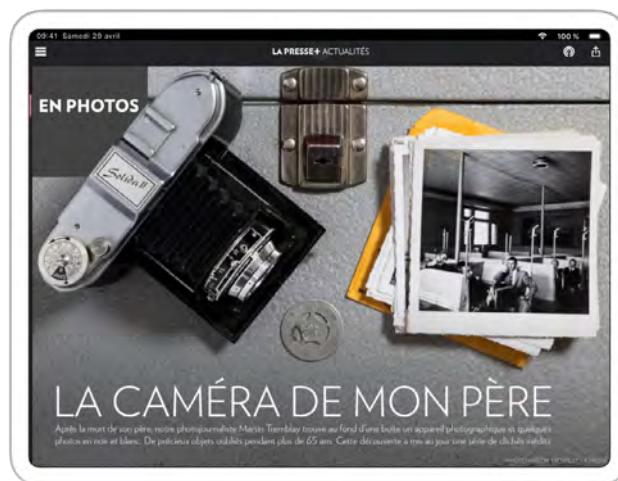 09:41 Samedi 29 avril
100 %
LA PRESSE+ ACTUALITÉS
EN PHOTOS
Solida II
LA CAMÉRA DE MON PÈRE
Après la mort de son père, notre photojournaliste Martin Tremblay trouve au fond d'une boîte un appareil photographique et quelques
photos en noir et blanc. De précieux objets oubliés pendant plus de 65 ans. Cette découverte a mis au jour une série de clichés inédits